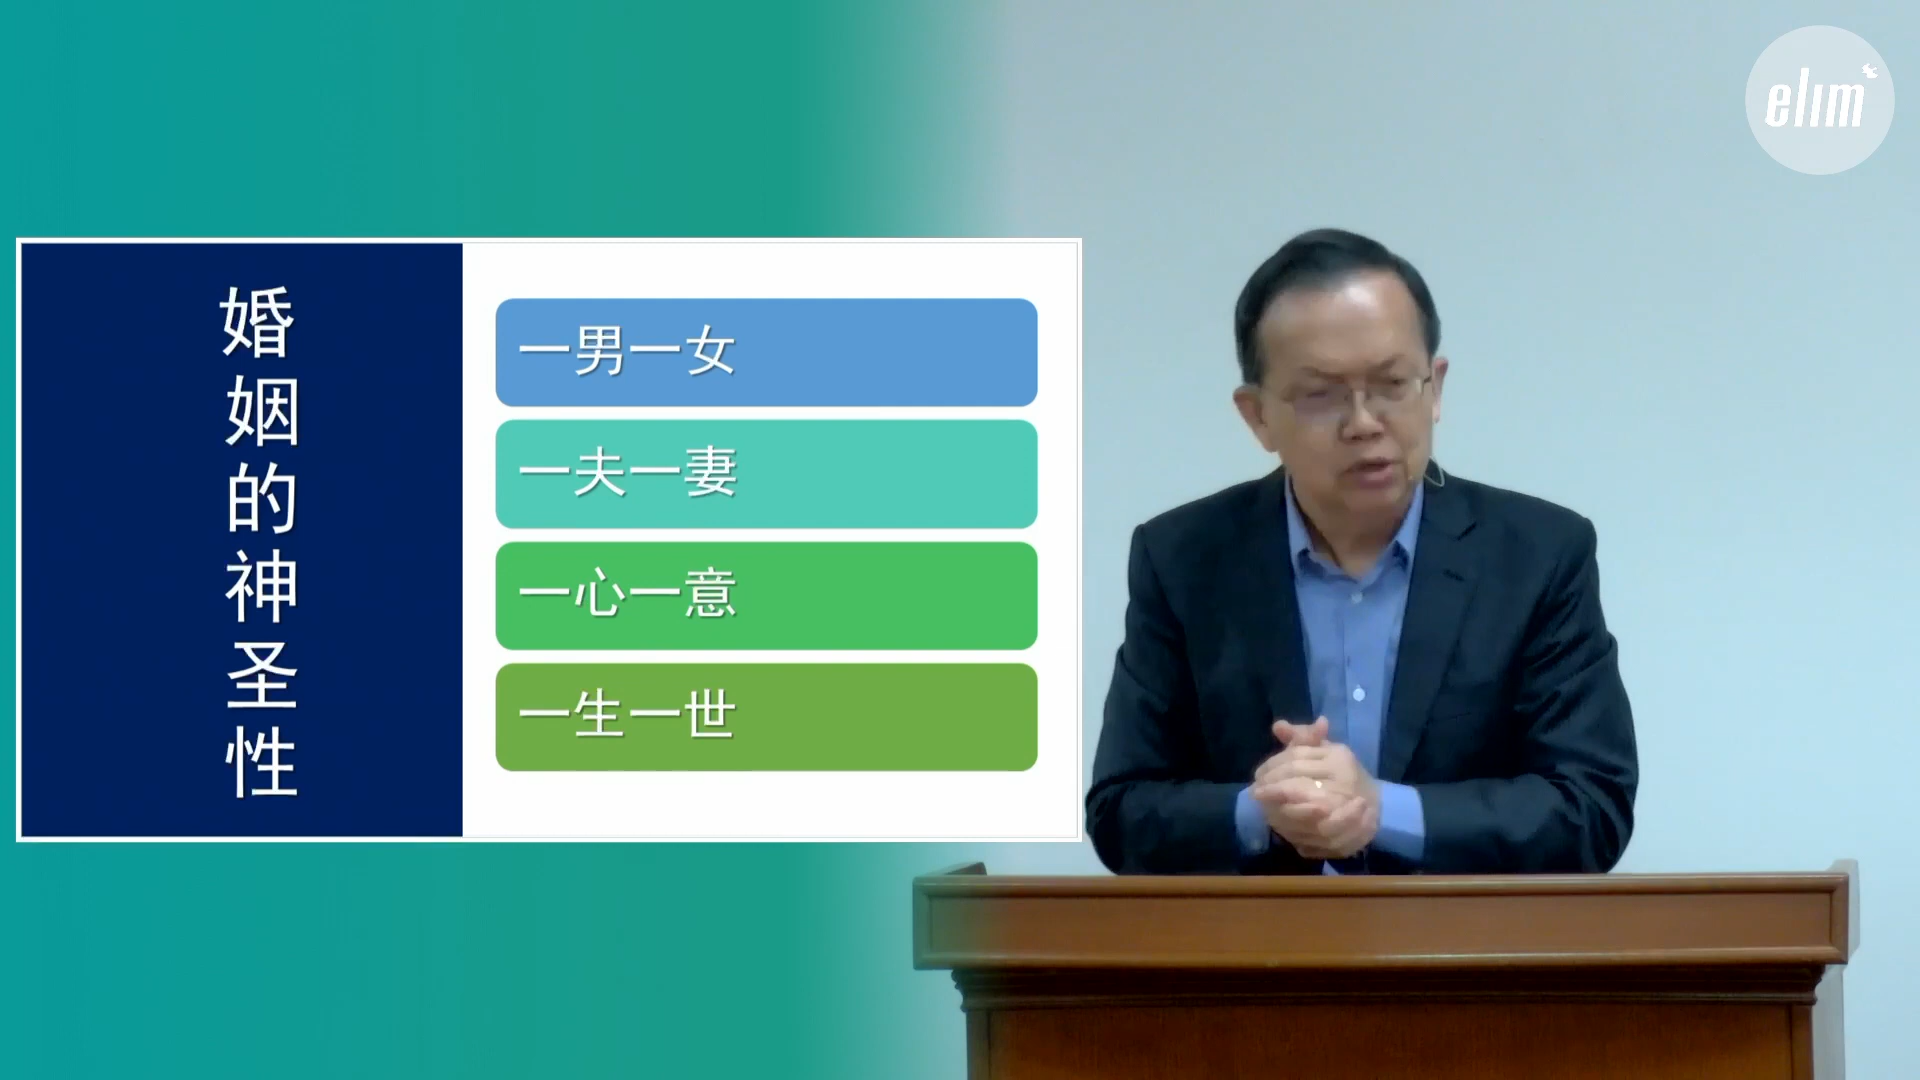 婚姻的神圣性
一男一女
一夫一妻
一心一意
一生一世
elim